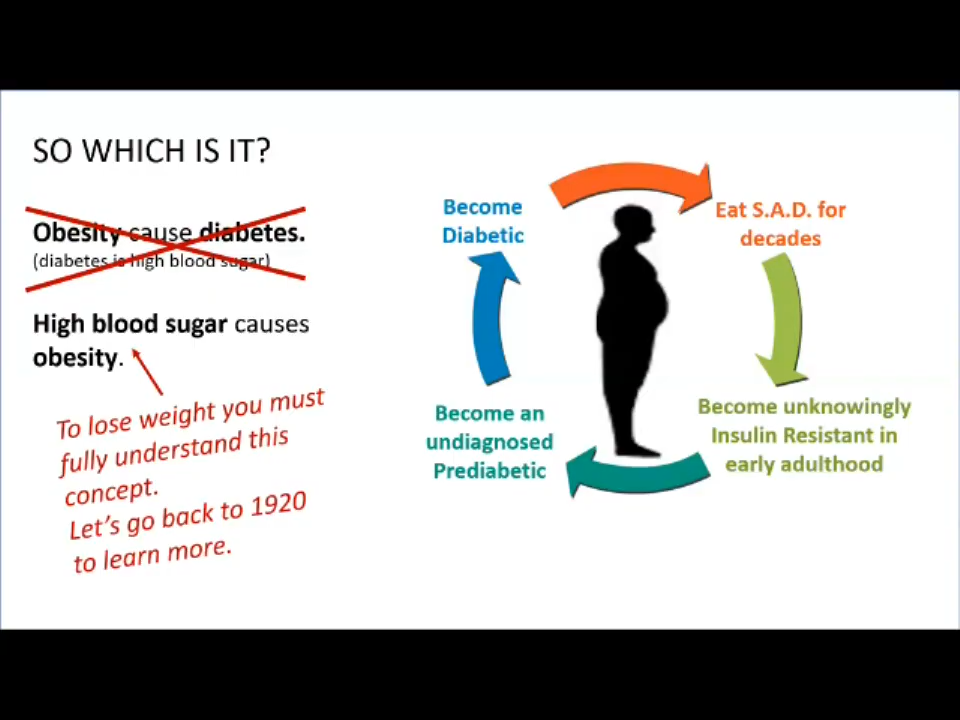 SO WHICH IS IT?
Obesity cause diabetes.
(diabetes is high blood sugar)
High blood sugar causes
obesity.
To lose weight you must
fully understand this
concept.
Let's go back to 1920
to learn more.
Become
Diabetic
Eat S.A.D. for
decades
Become unknowingly
Insulin Resistant in
early adulthood
Become an
undiagnosed
Prediabetic